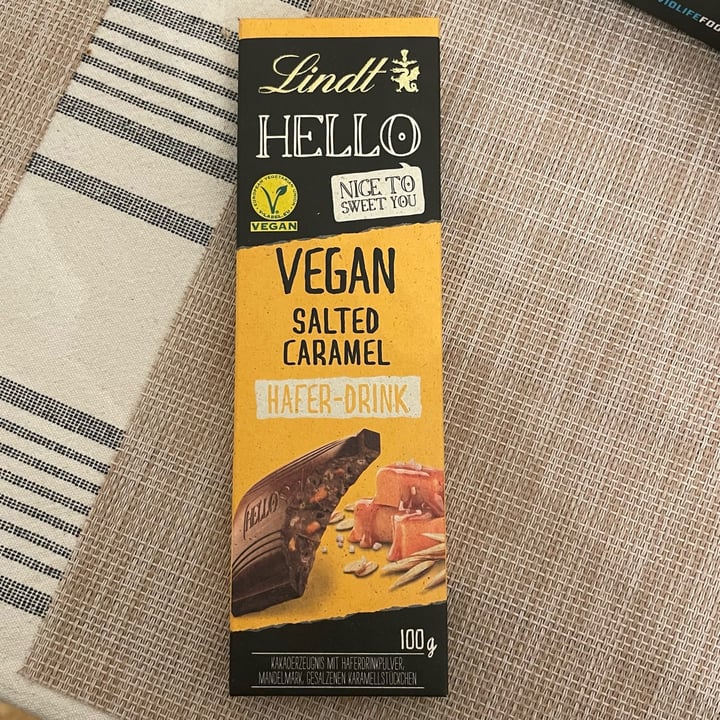 IOLIFEFOO
Lindt
HELLO
NICE TO
SWEET YOU
VEGAN
VEGAN
SALTED
CARAMEL
HAFER-DRINK
HELLO
100g
KAKAOERZEUGNIS MIT HAFERDRINKPULVER,
MANDELMARK, GESALZENEN KARAMELLSTÜCKCHEN